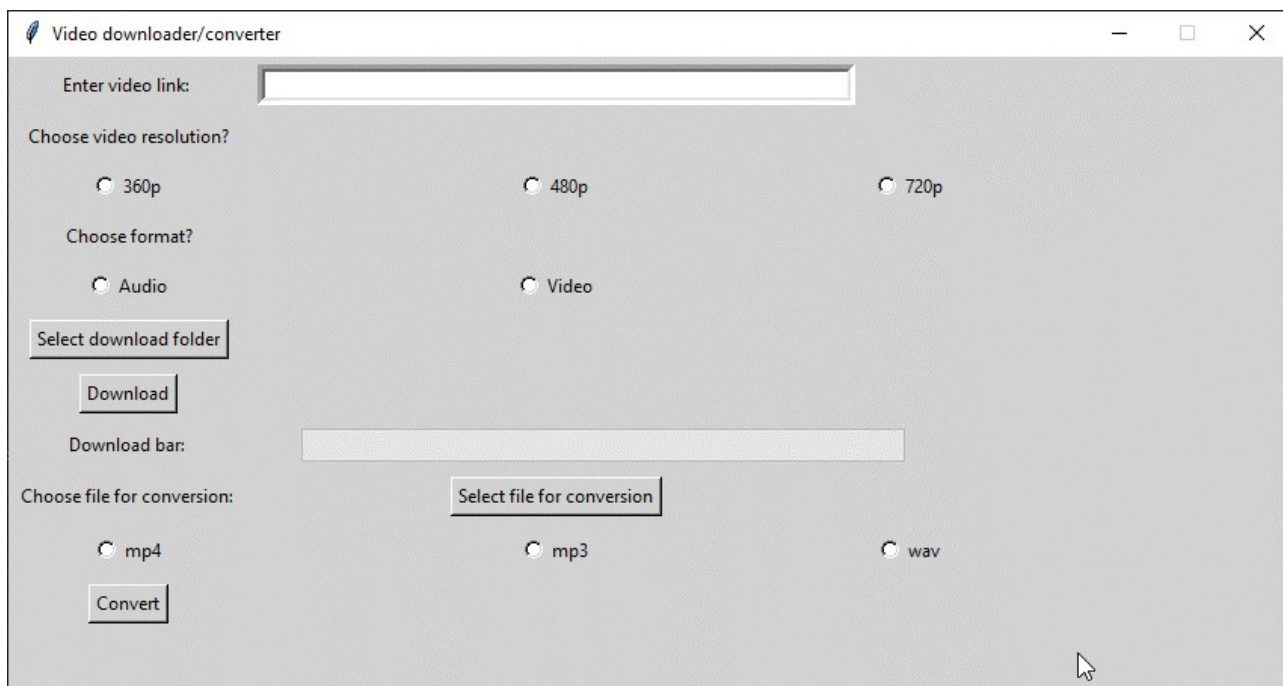 Video downloader/converter
Enter video link:
Choose video resolution?
360p 480p 720p
Choose format?
Audio Video
Select download folder
Download
Download bar:
Choose file for conversion: Select file for conversion
mp4 mp3 wav
Convert